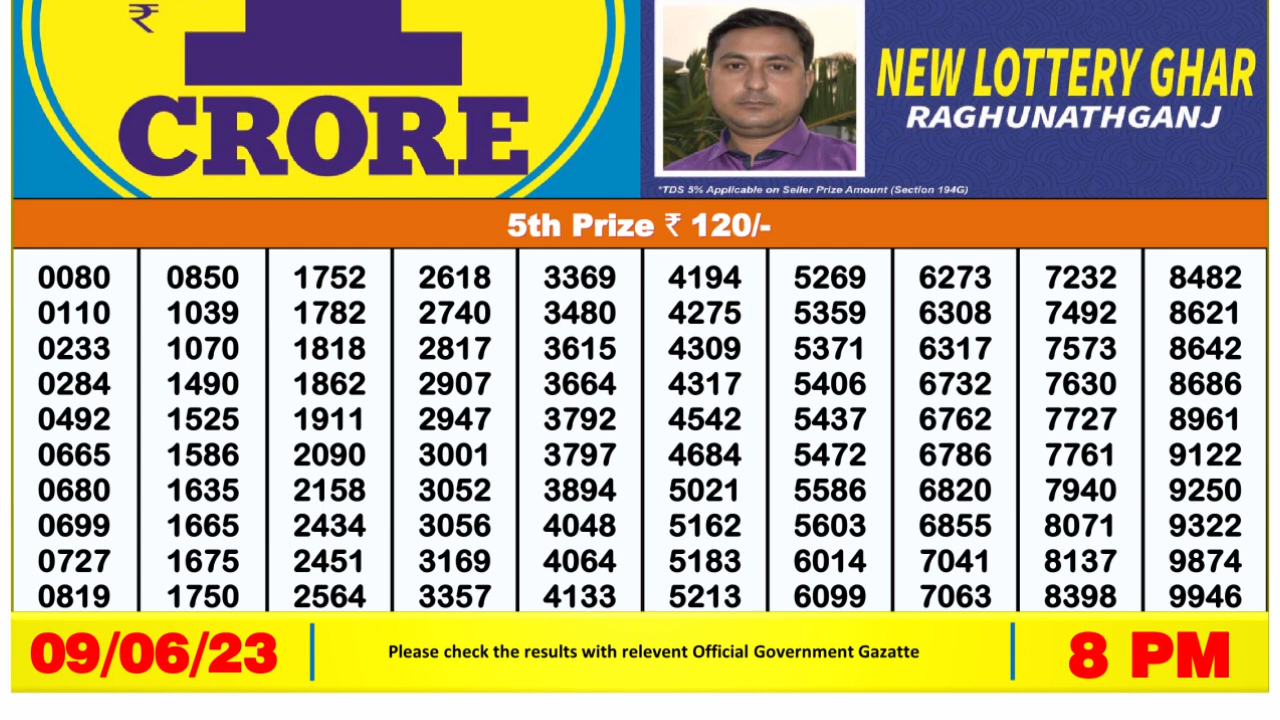 ₹
1
CRORE
NEW LOTTERY GHAR
RAGHUNATHGANJ
*TDS 5% Applicable on Seller Prize Amount (Section 194G)
5th Prize ₹ 120/-
0080 0850 1752 2618 3369 4194 5269 6273 7232 8482
0110 1039 1782 2740 3480 4275 5359 6308 7492 8621
0233 1070 1818 2817 3615 4309 5371 6317 7573 8642
0284 1490 1862 2907 3664 4317 5406 6732 7630 8686
0492 1525 1911 2947 3792 4542 5437 6762 7727 8961
0665 1586 2090 3001 3797 4684 5472 6786 7761 9122
0680 1635 2158 3052 3894 5021 5586 6820 7940 9250
0699 1665 2434 3056 4048 5162 5603 6855 8071 9322
0727 1675 2451 3169 4064 5183 6014 7041 8137 9874
0819 1750 2564 3357 4133 5213 6099 7063 8398 9946
09/06/23
Please check the results with relevent Official Government Gazatte
8 PM